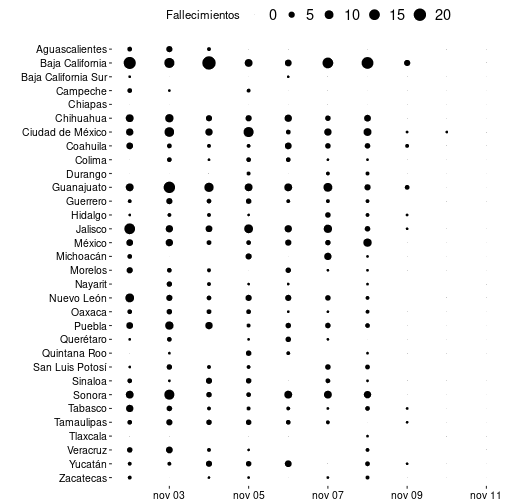 Fallecimientos 0 5 10 15 20
Aguascalientes
Baja California
Baja California Sur
Campeche
Chiapas
Chihuahua
Ciudad de México
Coahuila
Colima
Durango
Guanajuato
Guerrero
Hidalgo
Jalisco
México
Michoacán
Morelos
Nayarit
Nuevo León
Oaxaca
Puebla
Querétaro
Quintana Roo
San Luis Potosí
Sinaloa
Sonora
Tabasco
Tamaulipas
Tlaxcala
Veracruz
Yucatán
Zacatecas
nov 03 nov 05 nov 07 nov 09 nov 11